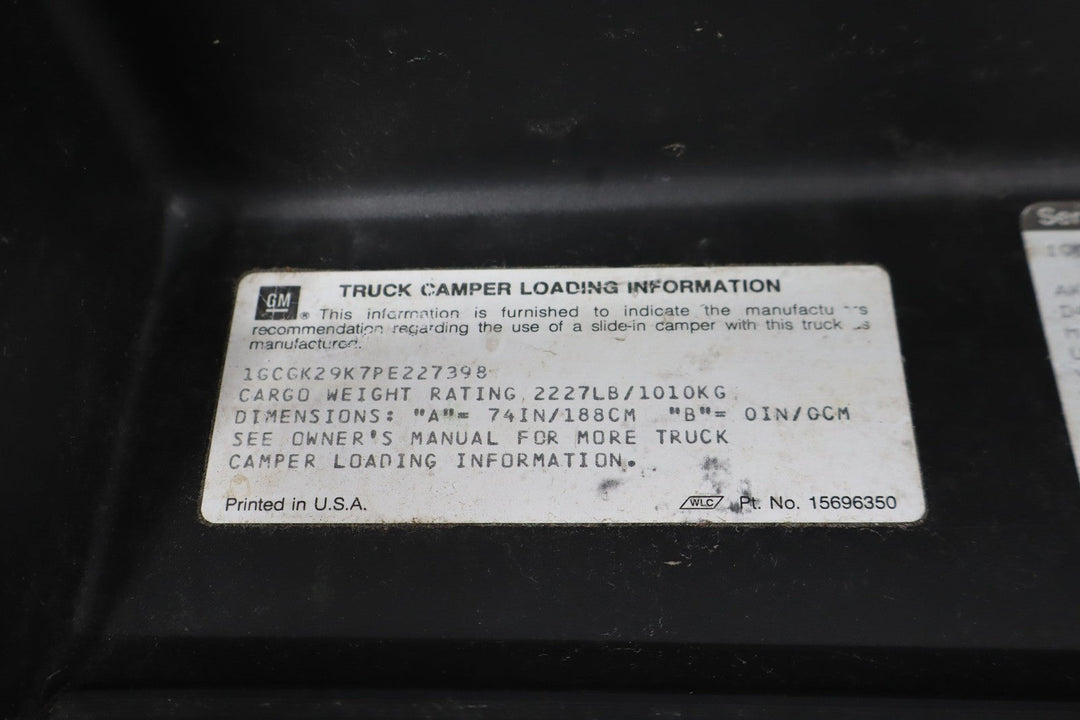 GM ® TRUCK CAMPER LOADING INFORMATION
This information is furnished to indicate the
recommendation regarding the use of a slide-in camper with this truck
manufactured.
1GCGK29K7PE227398
CARGO WEIGHT RATING 2227LB/1010KG
DIMENSIONS: "A"= 74IN/188CM "B"= 0IN/0CM
SEE OWNER'S MANUAL FOR MORE TRUCK
CAMPER LOADING INFORMATION.
Printed in U.S.A. WLC Pt. No. 15696350
Ser